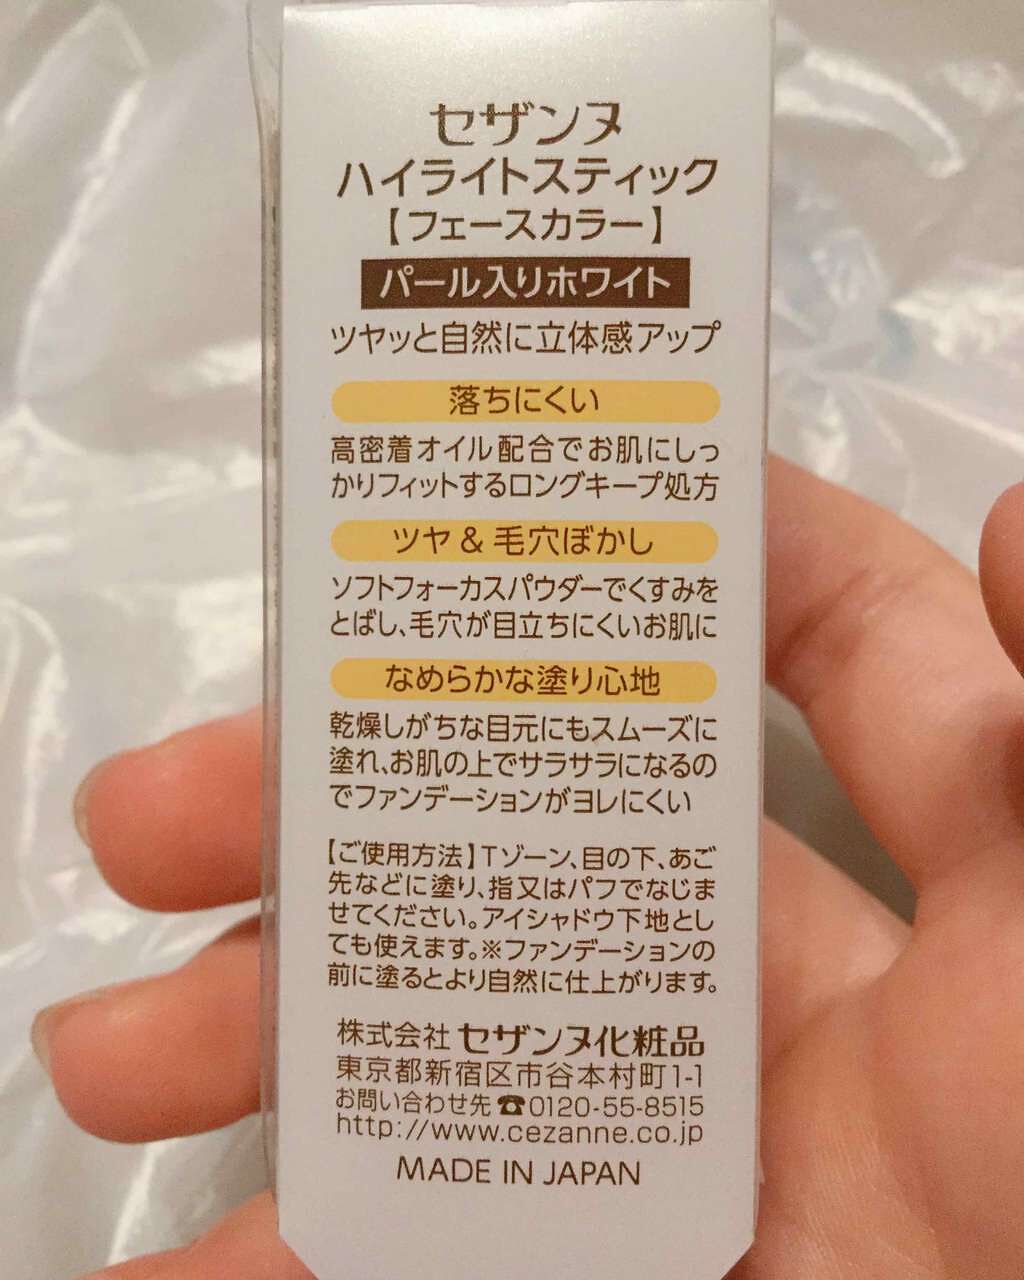 セザンヌ
ハイライトスティック
【フェースカラー】
パール入りホワイト
ツヤッと自然に立体感アップ
落ちにくい
高密着オイル配合でお肌にしっ
かりフィットするロングキープ処方
ツヤ & 毛穴ぼかし
ソフトフォーカスパウダーでくすみを
とばし、毛穴が目立ちにくいお肌に
なめらかな塗り心地
乾燥しがちな目元にもスムーズに
塗れ、お肌の上でサラサラになるの
でファンデーションがヨレにくい
【ご使用方法】Tゾーン、目の下、あご
先などに塗り、指又はパフでなじま
せてください。アイシャドウ下地とし
ても使えます。※ファンデーションの
前に塗るとより自然に仕上がります。
株式会社 セザンヌ化粧品
東京都新宿区市谷本村町1-1
お問い合わせ先☎0120-55-8515
http://www.cezanne.co.jp
MADE IN JAPAN